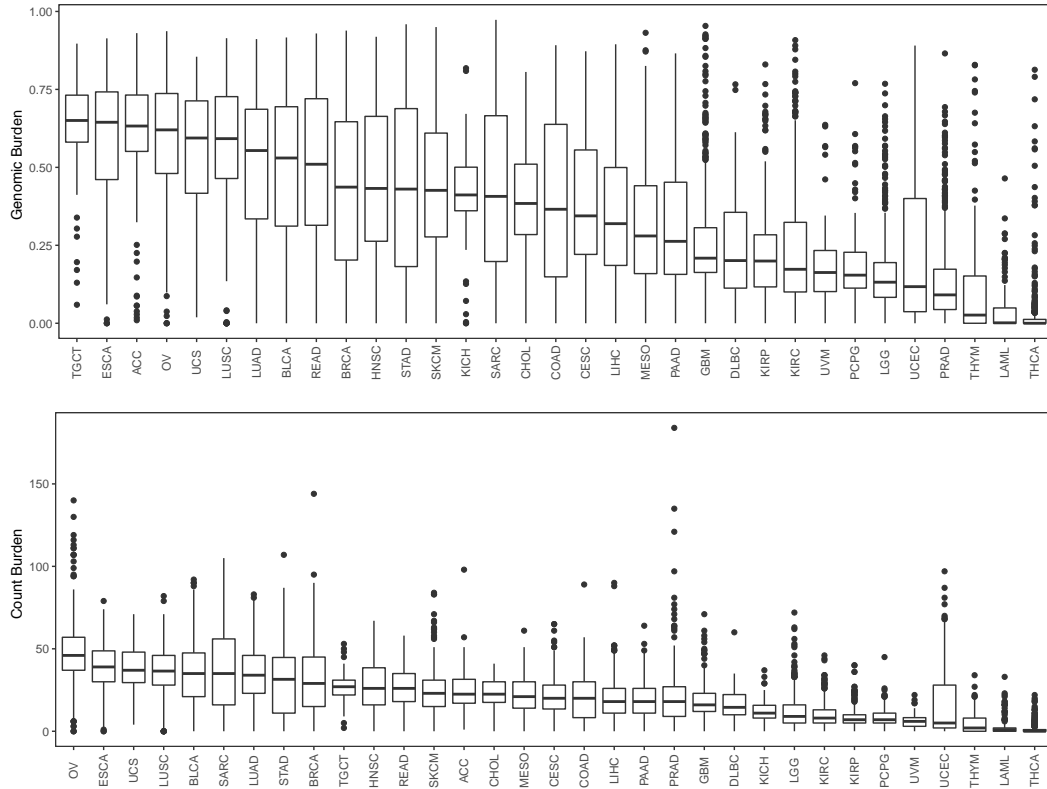 1.00
0.75
0.50
0.25
0.00
Genomic Burden
TGCT ESCA ACC OV UCS LUSC LUAD BLCA READ BRCA HNSC STAD SKCM KICH SARC CHOL COAD CESC LIHC MESO PAAD GBM DLBC KIRP KIRC UVM PCPG LGG UCEC PRAD THYM LAML THCA
150
100
50
0
Count Burden
OV ESCA UCS LUSC BLCA SARC LUAD STAD BRCA TGCT HNSC READ SKCM ACC CHOL MESO CESC COAD LIHC PAAD PRAD GBM DLBC KICH LGG KIRC KIRP PCPG UVM UCEC THYM LAML THCA